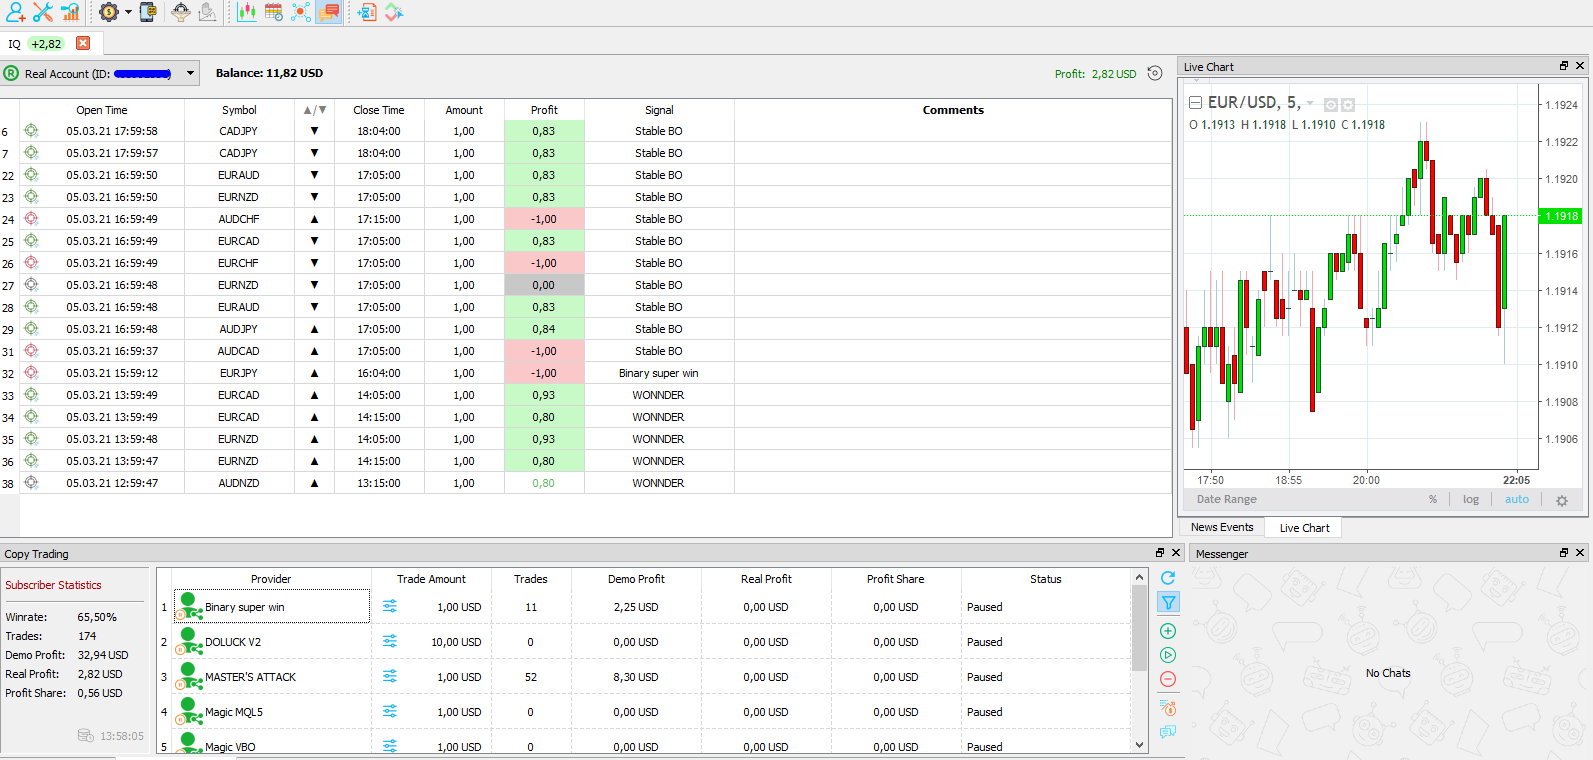 IQ +2,82
R Real Account (ID: Balance: 11,82 USD Profit: 2,82 USD
Open Time Symbol ▲/▼ Close Time Amount Profit Signal Comments
6 05.03.21 17:59:58 CADJPY ▼ 18:04:00 1,00 0,83 Stable BO
7 05.03.21 17:59:57 CADJPY ▼ 18:04:00 1,00 0,83 Stable BO
22 05.03.21 16:59:50 EURAUD ▼ 17:05:00 1,00 0,83 Stable BO
23 05.03.21 16:59:50 EURNZD ▼ 17:05:00 1,00 0,83 Stable BO
24 05.03.21 16:59:49 AUDCHF ▲ 17:15:00 1,00 -1,00 Stable BO
25 05.03.21 16:59:49 EURCAD ▼ 17:05:00 1,00 0,83 Stable BO
26 05.03.21 16:59:49 EURCHF ▼ 17:05:00 1,00 -1,00 Stable BO
27 05.03.21 16:59:48 EURNZD ▼ 17:05:00 1,00 0,00 Stable BO
28 05.03.21 16:59:48 EURAUD ▼ 17:05:00 1,00 0,83 Stable BO
29 05.03.21 16:59:48 AUDJPY ▲ 17:05:00 1,00 0,84 Stable BO
31 05.03.21 16:59:37 AUDCAD ▲ 17:05:00 1,00 -1,00 Stable BO
32 05.03.21 15:59:12 EURJPY ▲ 16:04:00 1,00 -1,00 Binary super win
33 05.03.21 13:59:49 EURCAD ▲ 14:05:00 1,00 0,93 WONNDER
34 05.03.21 13:59:49 EURCAD ▲ 14:15:00 1,00 0,80 WONNDER
35 05.03.21 13:59:48 EURNZD ▲ 14:05:00 1,00 0,93 WONNDER
36 05.03.21 13:59:47 EURNZD ▲ 14:15:00 1,00 0,80 WONNDER
38 05.03.21 12:59:47 AUDNZD ▲ 13:15:00 1,00 0,80 WONNDER
Live Chart
EUR/USD, 5,
O 1.1913 H 1.1918 L 1.1910 C 1.1918
1.1924
1.1922
1.1920
1.1918
1.1916
1.1914
1.1912
1.1910
1.1908
1.1906
17:50 18:55 20:00 22:05
Date Range % log auto
News Events Live Chart
Copy Trading
Subscriber Statistics
Winrate: 65,50%
Trades: 174
Demo Profit: 32,94 USD
Real Profit: 2,82 USD
Profit Share: 0,56 USD
13:58:05
Provider Trade Amount Trades Demo Profit Real Profit Profit Share Status
1 Binary super win 1,00 USD 11 2,25 USD 0,00 USD 0,00 USD Paused
2 DOLUCK V2 10,00 USD 0 0,00 USD 0,00 USD 0,00 USD Paused
3 MASTER'S ATTACK 1,00 USD 52 8,30 USD 0,00 USD 0,00 USD Paused
4 Magic MQL5 1,00 USD 0 0,00 USD 0,00 USD 0,00 USD Paused
5 Magic VBO 1,00 USD 0 0,00 USD 0,00 USD 0,00 USD Paused
Messenger
No Chats